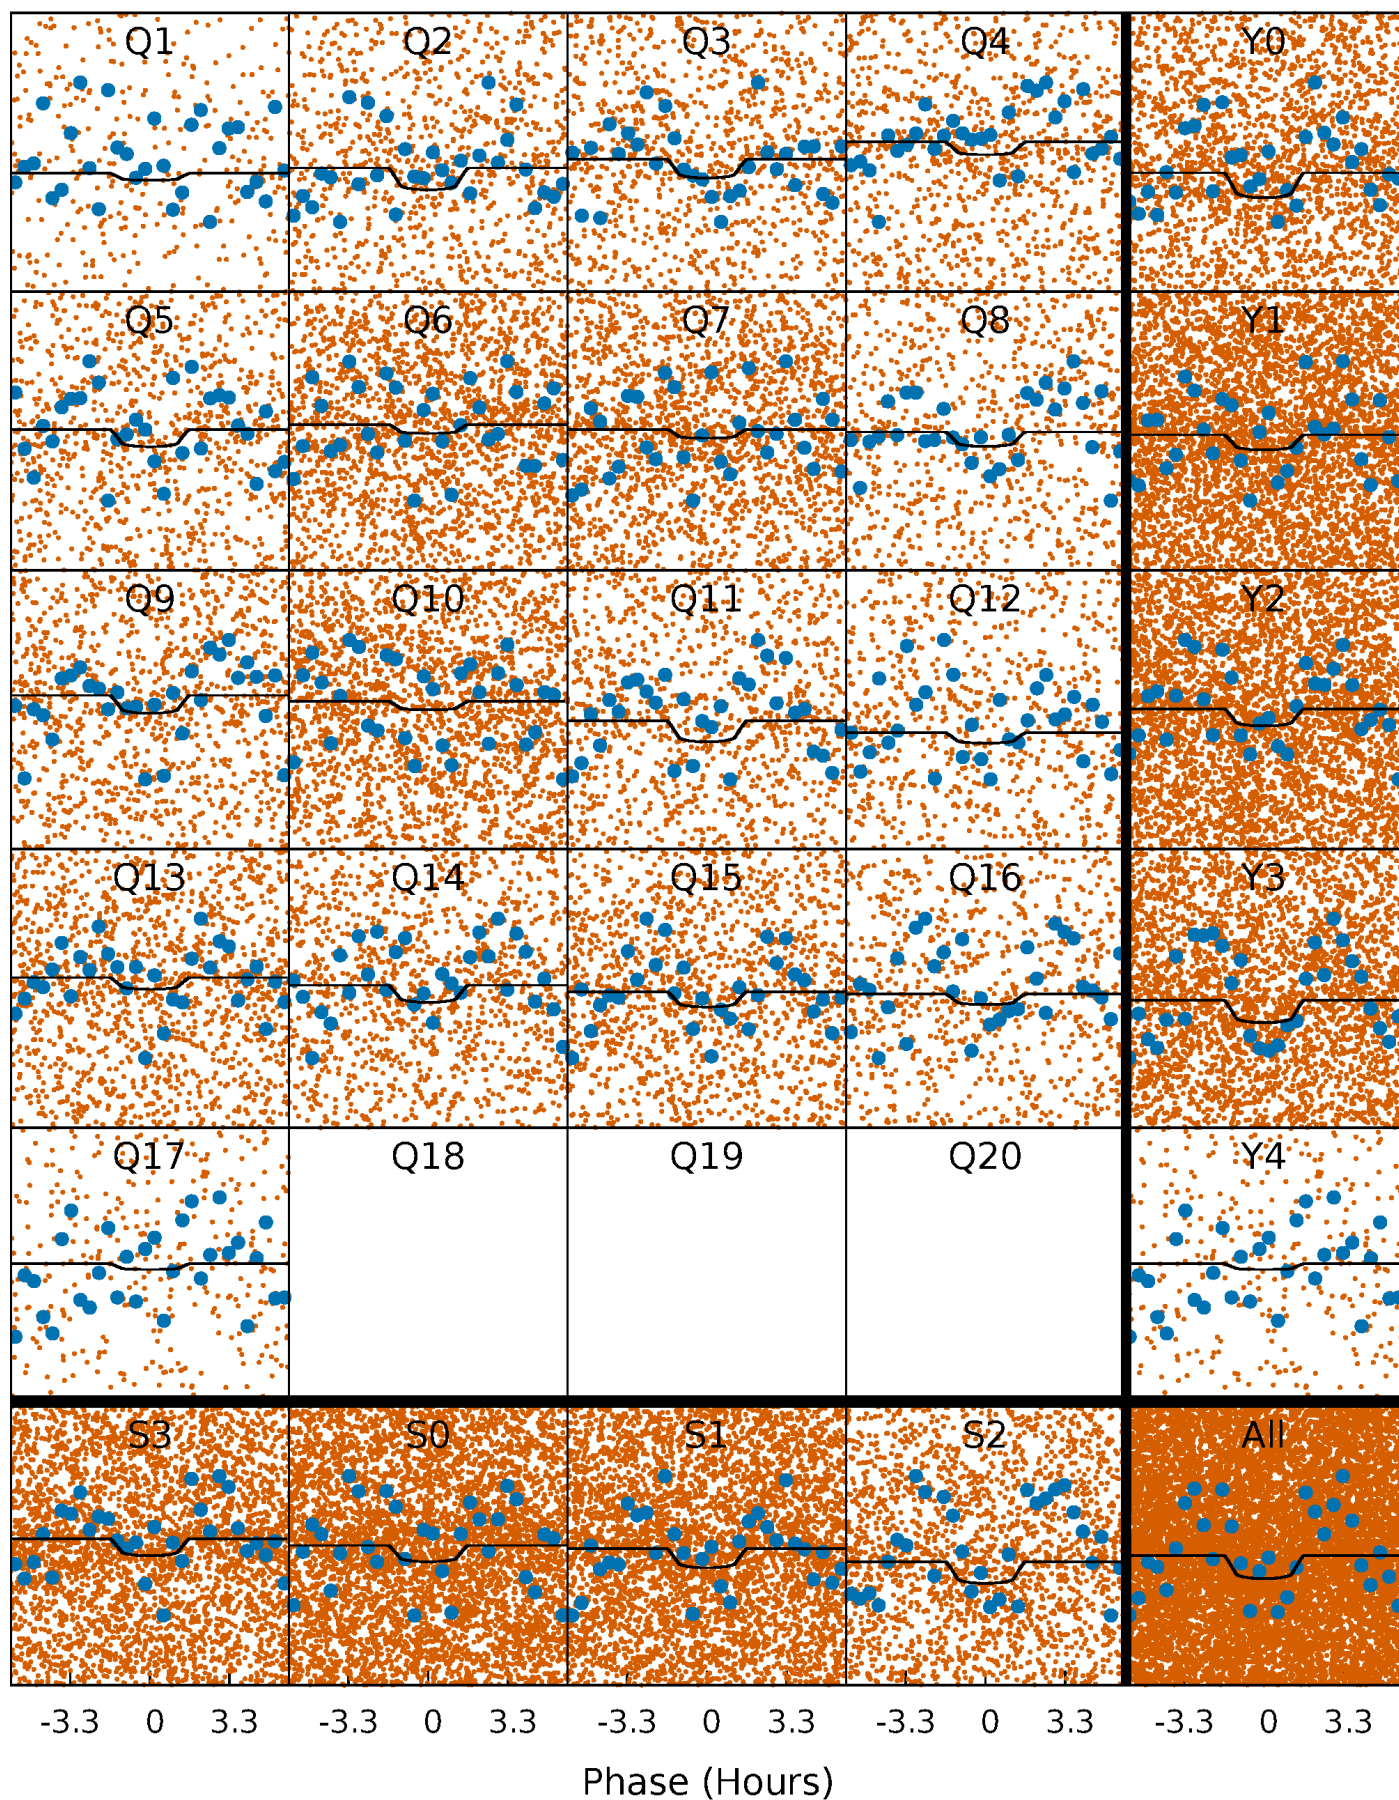 Q1 Q2 Q3 Q4 Y0
Q5 Q6 Q7 Q8 Y1
Q9 Q10 Q11 Q12 Y2
Q13 Q14 Q15 Q16 Y3
Q17 Q18 Q19 Q20 Y4
S3 S0 S1 S2 All
-3.3 0 3.3 -3.3 0 3.3 -3.3 0 3.3 -3.3 0 3.3 -3.3 0 3.3
Phase (Hours)